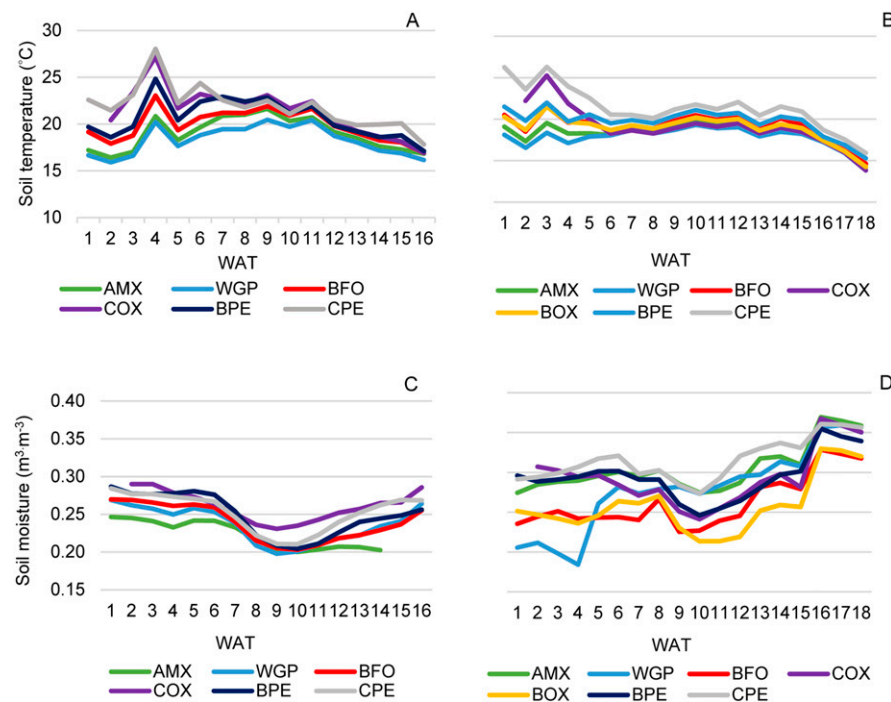 A
B
30
25
20
15
10
Soil temperature (°C)
1 2 3 4 5 6 7 8 9 10 11 12 13 14 15 16
1 2 3 4 5 6 7 8 9 10 11 12 13 14 15 16 17 18
WAT
WAT
AMX WGP BFO
COX BPE CPE
AMX WGP BFO COX
BOX BPE CPE
C
D
0.40
0.35
0.30
0.25
0.20
0.15
Soil moisture (m³·m⁻³)
1 2 3 4 5 6 7 8 9 10 11 12 13 14 15 16
1 2 3 4 5 6 7 8 9 10 11 12 13 14 15 16 17 18
WAT
WAT
AMX WGP BFO
COX BPE CPE
AMX WGP BFO COX
BOX BPE CPE